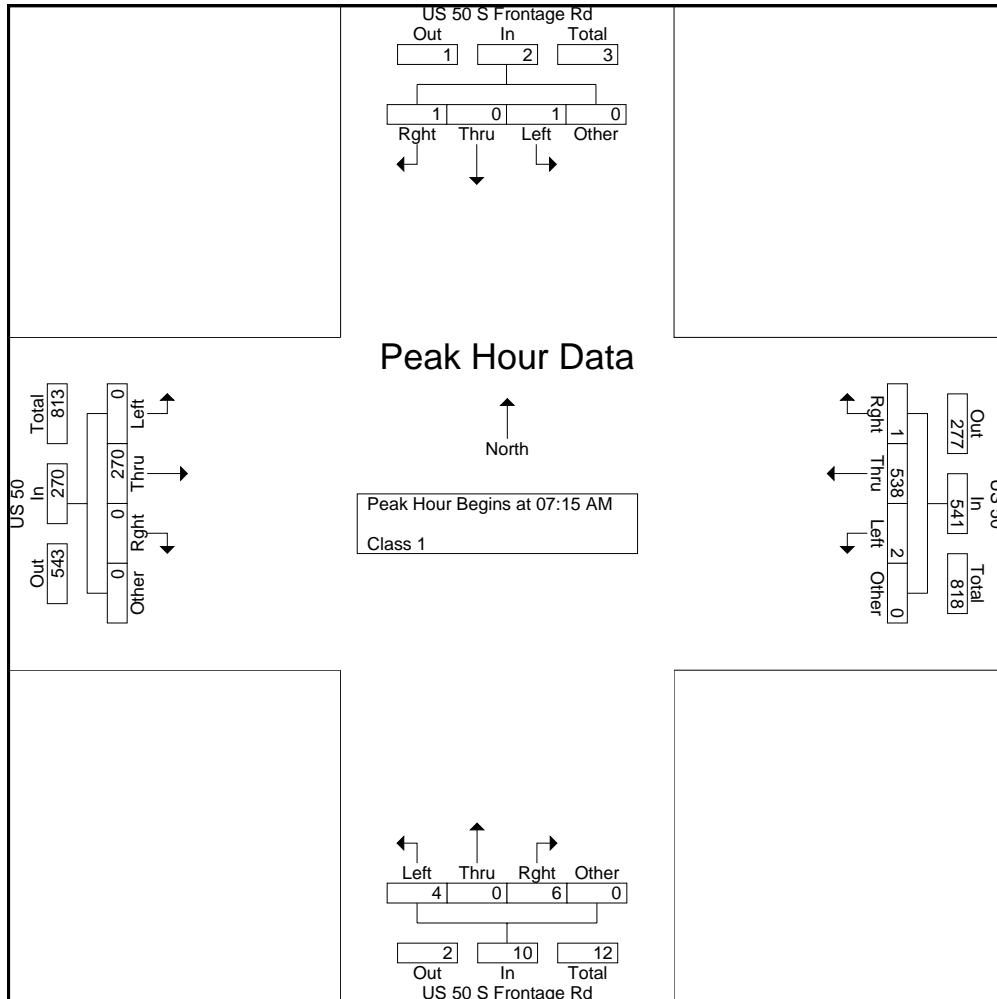 US 50 S Frontage Rd
Out In Total
1 2 3
1 0 1 0
Rght Thru Left Other
Peak Hour Data
North
Peak Hour Begins at 07:15 AM
Class 1
US 50
Total In Out
813 270 543
0 270 0 0
Left Thru Rght Other
US 50
Out In Total
277 541 818
1 538 2 0
Rght Thru Left Other
Left Thru Rght Other
4 0 6 0
2 10 12
Out In Total
US 50 S Frontage Rd